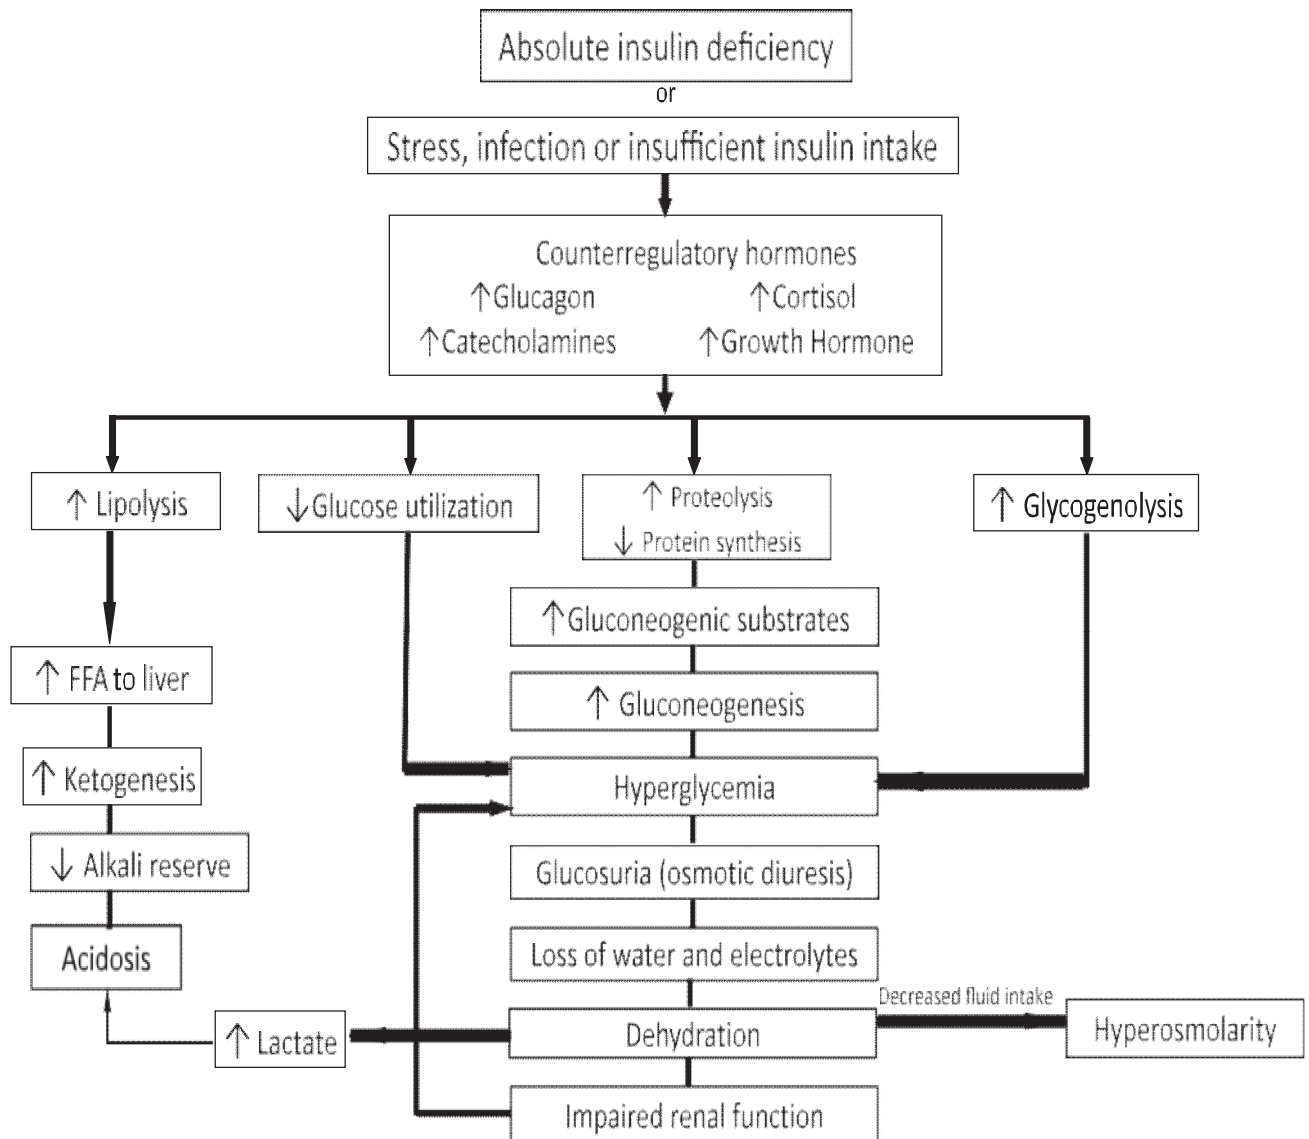 Absolute insulin deficiency
or
Stress, infection or insufficient insulin intake
Counterregulatory hormones
↑Glucagon ↑Cortisol
↑Catecholamines ↑Growth Hormone
↑ Lipolysis
↓Glucose utilization
↑ Proteolysis
↓ Protein synthesis
↑ Glycogenolysis
↑Gluconeogenic substrates
↑ FFA to liver
↑ Gluconeogenesis
↑ Ketogenesis
Hyperglycemia
↓ Alkali reserve
Glucosuria (osmotic diuresis)
Acidosis
Loss of water and electrolytes
Decreased fluid intake
↑ Lactate
Dehydration
Hyperosmolarity
Impaired renal function